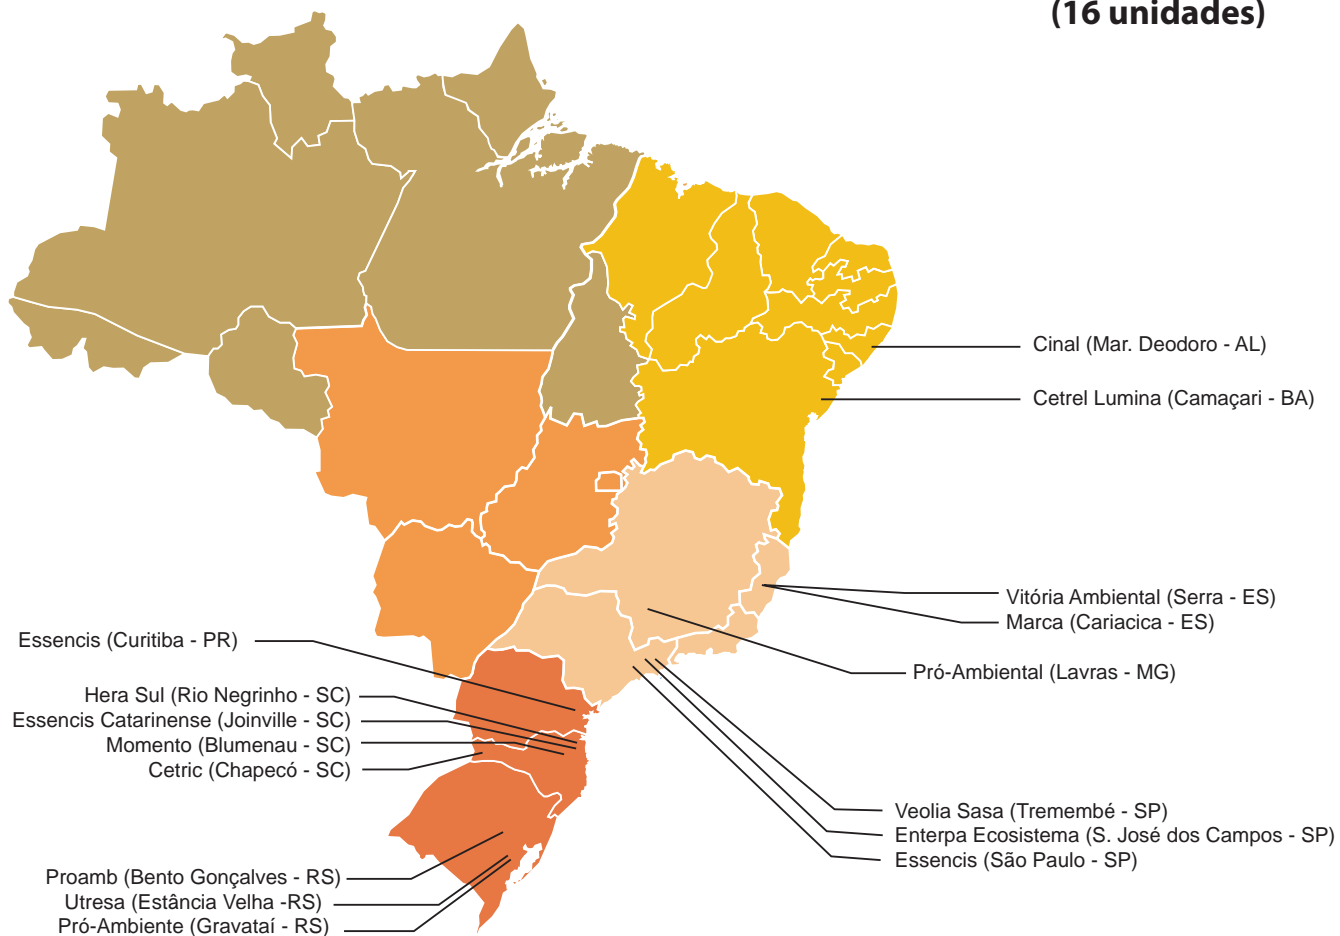 (16 unidades)
Cinal (Mar. Deodoro - AL)
Cetrel Lumina (Camaçari - BA)
Vitória Ambiental (Serra - ES)
Marca (Cariacica - ES)
Pró-Ambiental (Lavras - MG)
Essencis (Curitiba - PR)
Hera Sul (Rio Negrinho - SC)
Essencis Catarinense (Joinville - SC)
Momento (Blumenau - SC)
Cetric (Chapecó - SC)
Veolia Sasa (Tremembé - SP)
Enterpa Ecosistema (S. José dos Campos - SP)
Essencis (São Paulo - SP)
Proamb (Bento Gonçalves - RS)
Utresa (Estância Velha -RS)
Pró-Ambiente (Gravataí - RS)